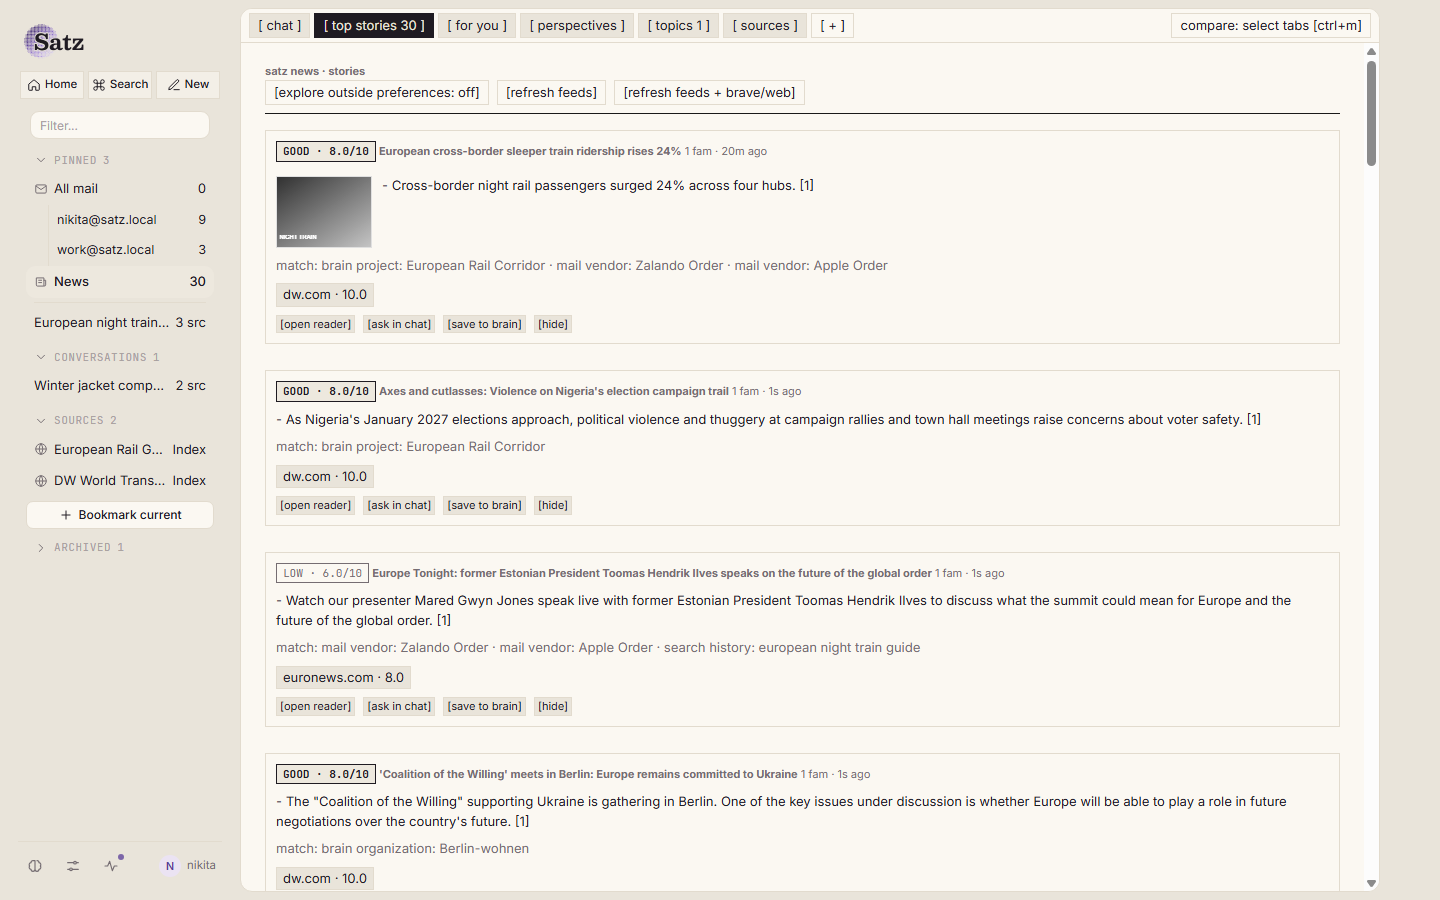 Satz
Home
Search
New
Filter...
PINNED 3
All mail 0
nikita@satz.local 9
work@satz.local 3
News 30
European night train... 3 src
CONVERSATIONS 1
Winter jacket comp... 2 src
SOURCES 2
European Rail G... Index
DW World Trans... Index
+ Bookmark current
ARCHIVED 1
N nikita
[ chat ] [ top stories 30 ] [ for you ] [ perspectives ] [ topics 1 ] [ sources ] [ + ] compare: select tabs [ctrl+m]
satz news · stories
[explore outside preferences: off] [refresh feeds] [refresh feeds + brave/web]
GOOD · 8.0/10 European cross-border sleeper train ridership rises 24% 1 fam · 20m ago
NIGHT TRAIN
- Cross-border night rail passengers surged 24% across four hubs. [1]
match: brain project: European Rail Corridor · mail vendor: Zalando Order · mail vendor: Apple Order
dw.com · 10.0
[open reader] [ask in chat] [save to brain] [hide]
GOOD · 8.0/10 Axes and cutlasses: Violence on Nigeria's election campaign trail 1 fam · 1s ago
- As Nigeria's January 2027 elections approach, political violence and thuggery at campaign rallies and town hall meetings raise concerns about voter safety. [1]
match: brain project: European Rail Corridor
dw.com · 10.0
[open reader] [ask in chat] [save to brain] [hide]
LOW · 6.0/10 Europe Tonight: former Estonian President Toomas Hendrik Ilves speaks on the future of the global order 1 fam · 1s ago
- Watch our presenter Mared Gwyn Jones speak live with former Estonian President Toomas Hendrik Ilves to discuss what the summit could mean for Europe and the
future of the global order. [1]
match: mail vendor: Zalando Order · mail vendor: Apple Order · search history: european night train guide
euronews.com · 8.0
[open reader] [ask in chat] [save to brain] [hide]
GOOD · 8.0/10 'Coalition of the Willing' meets in Berlin: Europe remains committed to Ukraine 1 fam · 1s ago
- The "Coalition of the Willing" supporting Ukraine is gathering in Berlin. One of the key issues under discussion is whether Europe will be able to play a role in future
negotiations over the country's future. [1]
match: brain organization: Berlin-wohnen
dw.com · 10.0